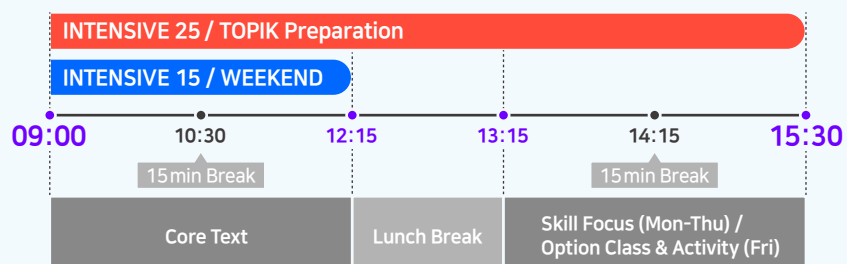 INTENSIVE 25 / TOPIK Preparation
INTENSIVE 15 / WEEKEND
09:00
10:30
12:15
13:15
14:15
15:30
15min Break
15min Break
Core Text
Lunch Break
Skill Focus (Mon-Thu) /
Option Class & Activity (Fri)